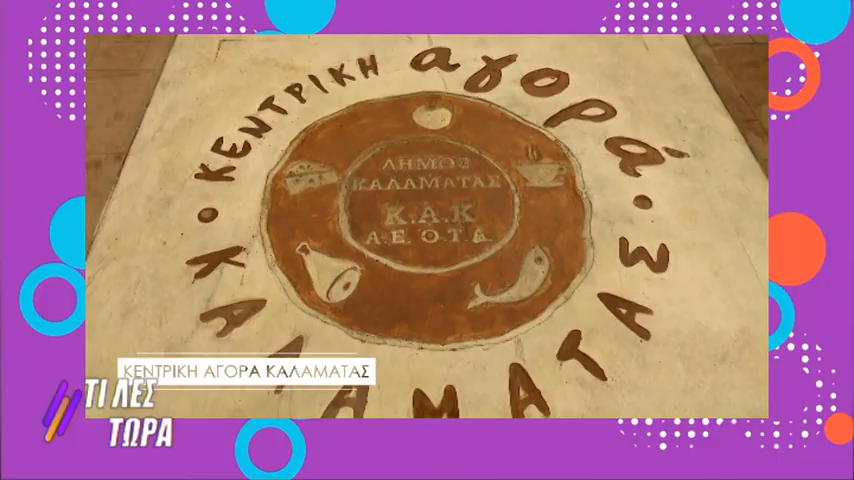 ΚΕΝΤΡΙΚΗ αγορά
ΚΑΛΑΜΑΤΑΣ
ΔΗΜΟΣ
ΚΑΛΑΜΑΤΑΣ
Κ.Α.Κ
Α.Ε. Ο.Τ.Α
ΚΕΝΤΡΙΚΗ ΑΓΟΡΑ ΚΑΛΑΜΑΤΑΣ
ΤΙ ΛΕΣ
ΤΩΡΑ